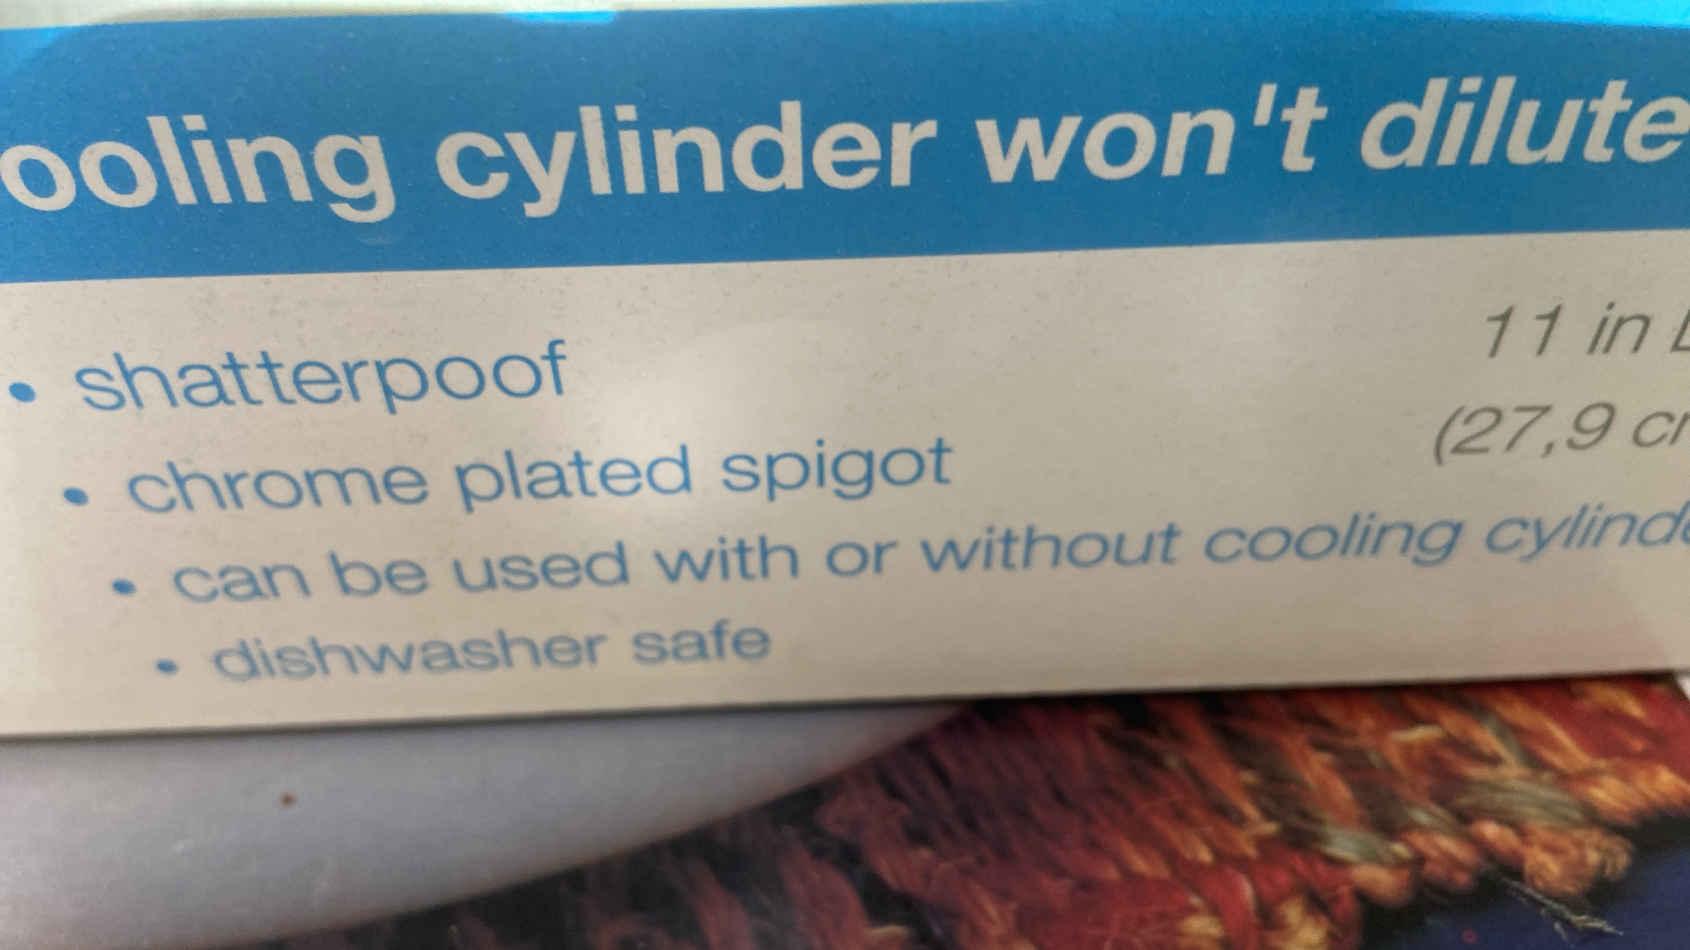 ooling cylinder won't dilute
• shatterpoof
11 in
• chrome plated spigot
(27,9 c
• can be used with or without cooling cylind
• dishwasher safe